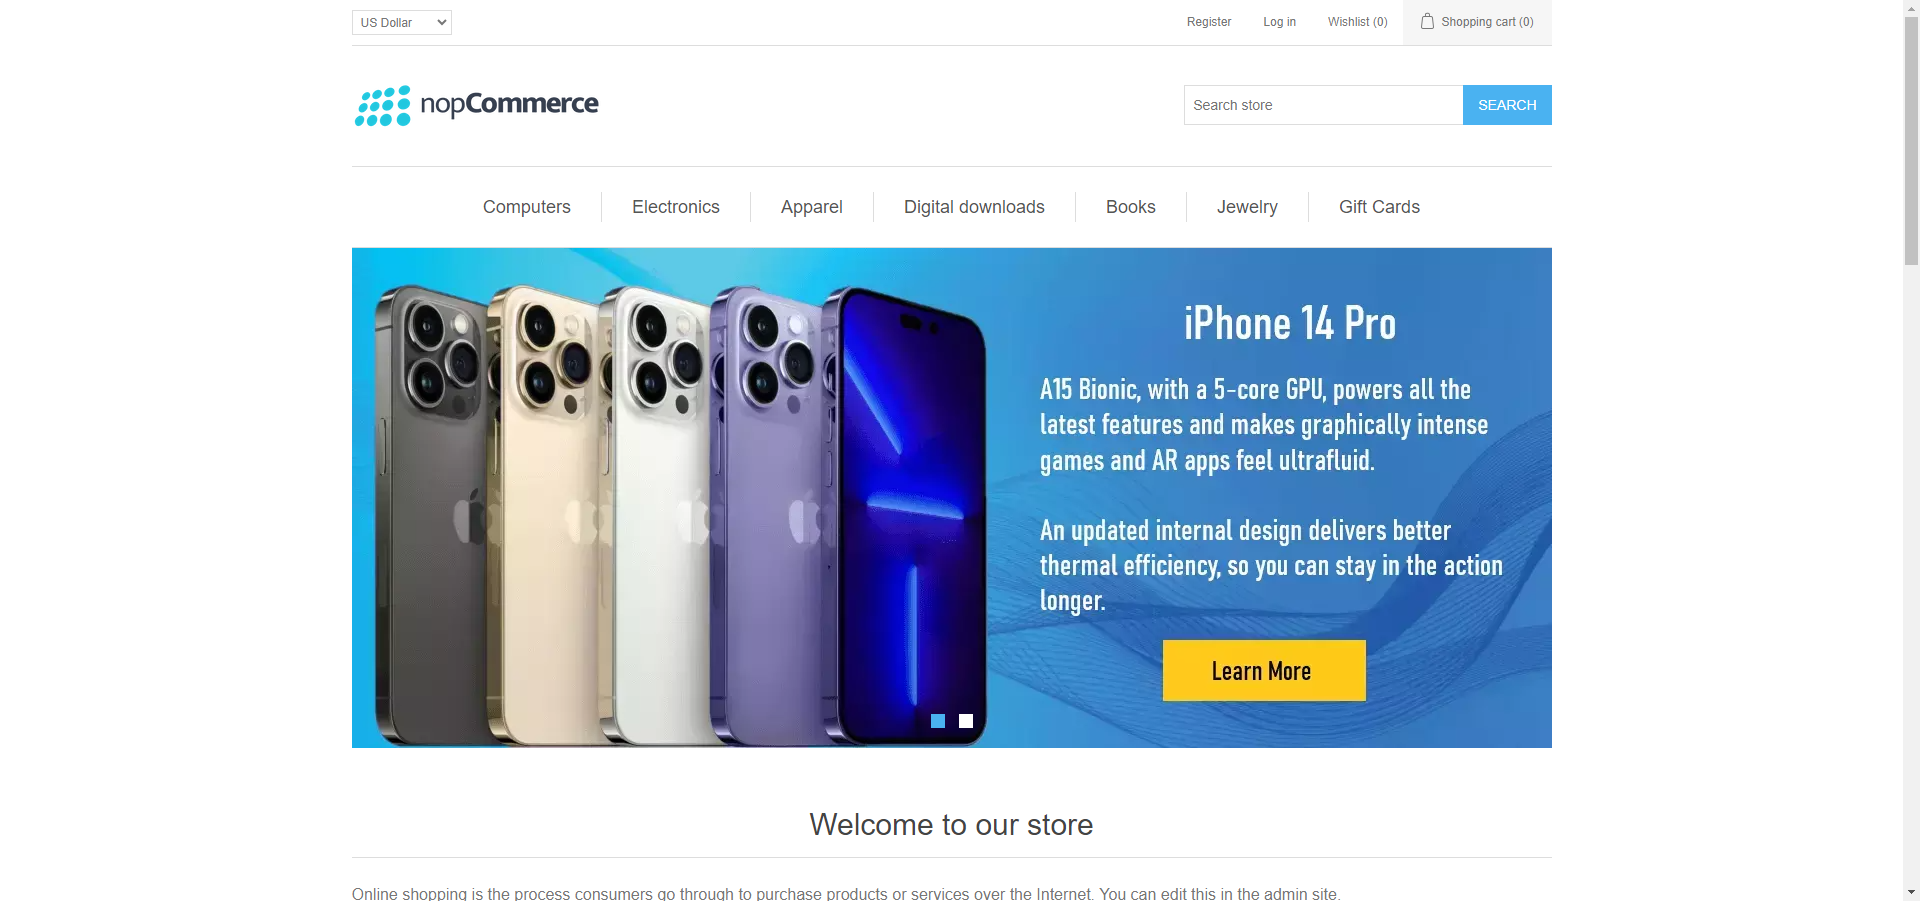 US Dollar
Register
Log in
Wishlist (0)
Shopping cart (0)
nopCommerce
Search store
SEARCH
Computers
Electronics
Apparel
Digital downloads
Books
Jewelry
Gift Cards
iPhone 14 Pro
A15 Bionic, with a 5-core GPU, powers all the
latest features and makes graphically intense
games and AR apps feel ultrafluid.
An updated internal design delivers better
thermal efficiency, so you can stay in the action
longer.
Learn More
Welcome to our store
Online shopping is the process consumers go through to purchase products or services over the Internet. You can edit this in the admin site.